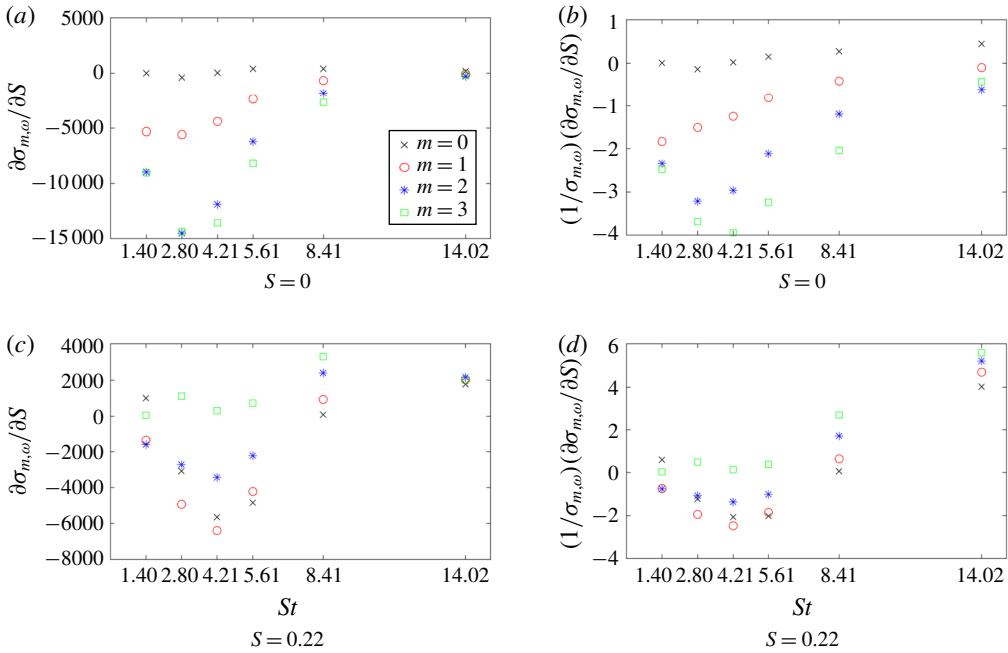 (a)
5000
0
−5000
−10 000
−15 000
∂σm,ω/∂S
m = 0
m = 1
m = 2
m = 3
1.40 2.80 4.21 5.61 8.41 14.02
S = 0
(b)
1
0
−1
−2
−3
−4
(1/σm,ω)(∂σm,ω/∂S)
1.40 2.80 4.21 5.61 8.41 14.02
S = 0
(c)
4000
2000
0
−2000
−4000
−6000
−8000
∂σm,ω/∂S
1.40 2.80 4.21 5.61 8.41 14.02
St
S = 0.22
(d)
6
4
2
0
−2
−4
(1/σm,ω)(∂σm,ω/∂S)
1.40 2.80 4.21 5.61 8.41 14.02
St
S = 0.22